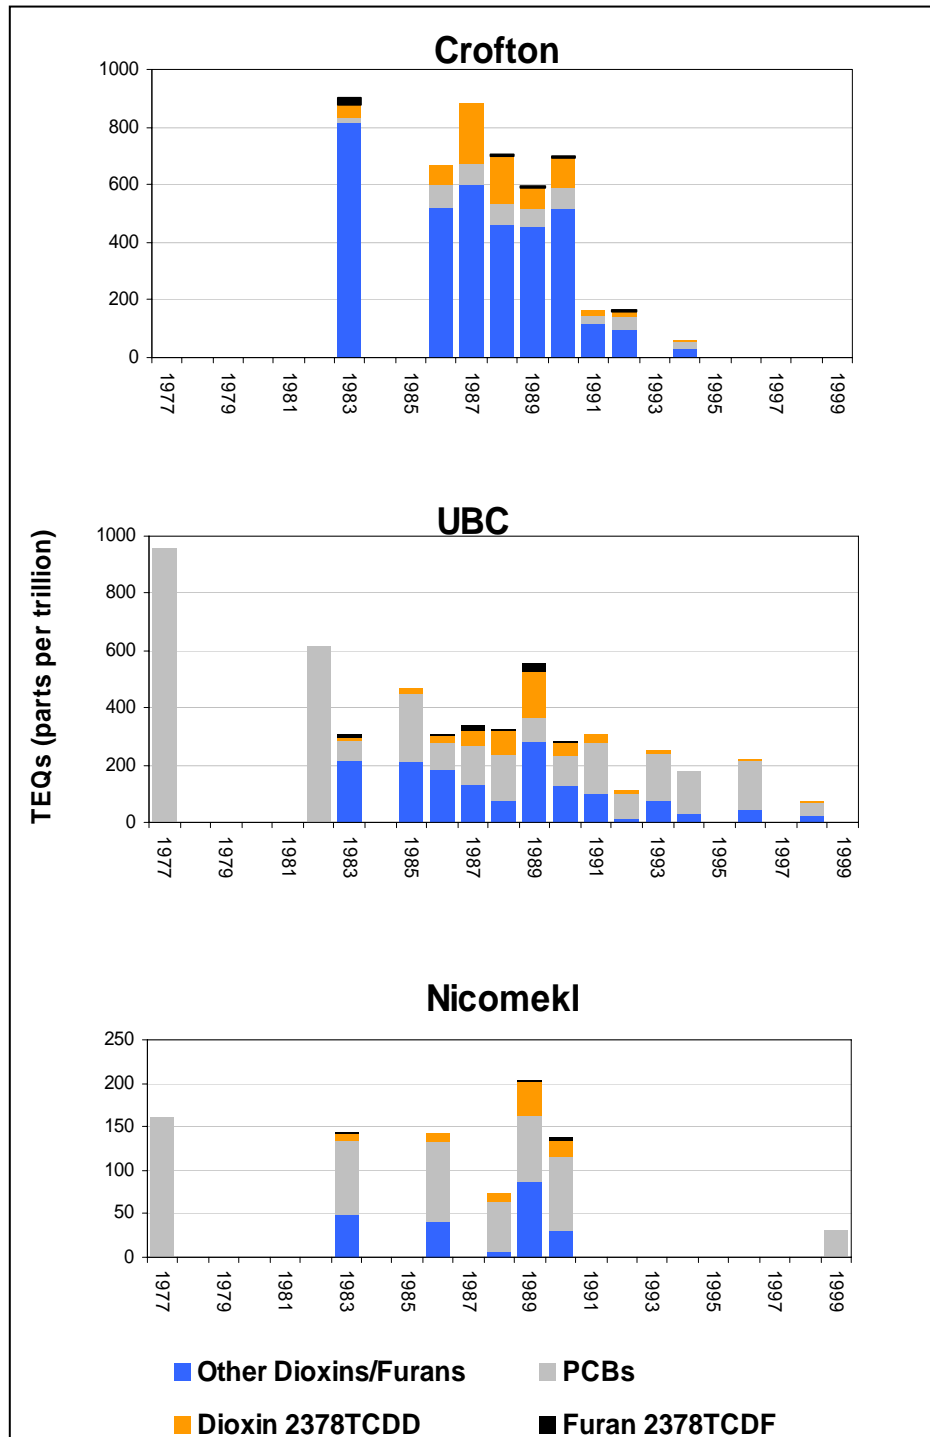 Crofton
1000
800
600
400
200
0
1977 1979 1981 1983 1985 1987 1989 1991 1993 1995 1997 1999
TEQs (parts per trillion)
UBC
1000
800
600
400
200
0
1977 1979 1981 1983 1985 1987 1989 1991 1993 1995 1997 1999
Nicomekl
250
200
150
100
50
0
1977 1979 1981 1983 1985 1987 1989 1991 1993 1995 1997 1999
Other Dioxins/Furans PCBs
Dioxin 2378TCDD Furan 2378TCDF